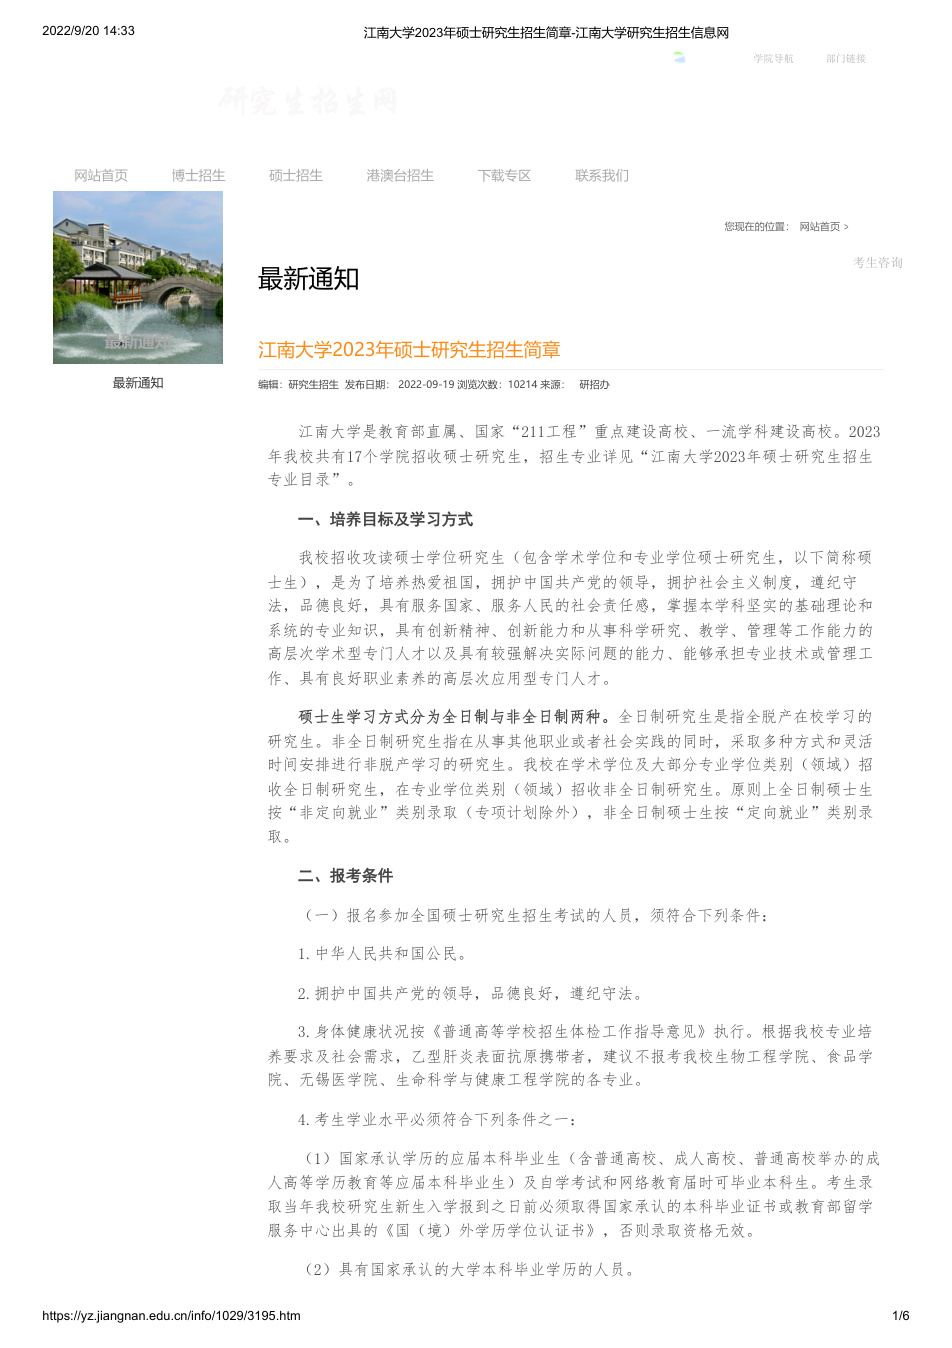 2022/9/20 14:33
江南大学2023年硕士研究生招生简章-江南大学研究生招生信息网
学院导航 部门链接
研究生招生网
网站首页 博士招生 硕士招生 港澳台招生 下载专区 联系我们
您现在的位置： 网站首页 >
考生咨询
最新通知
最新通知
最新通知
江南大学2023年硕士研究生招生简章
编辑：研究生招生 发布日期： 2022-09-19 浏览次数：10214 来源： 研招办
江南大学是教育部直属、国家“211工程”重点建设高校、一流学科建设高校。2023
年我校共有17个学院招收硕士研究生，招生专业详见“江南大学2023年硕士研究生招生
专业目录”。
一、培养目标及学习方式
我校招收攻读硕士学位研究生（包含学术学位和专业学位硕士研究生，以下简称硕
士生），是为了培养热爱祖国，拥护中国共产党的领导，拥护社会主义制度，遵纪守
法，品德良好，具有服务国家、服务人民的社会责任感，掌握本学科坚实的基础理论和
系统的专业知识，具有创新精神、创新能力和从事科学研究、教学、管理等工作能力的
高层次学术型专门人才以及具有较强解决实际问题的能力、能够承担专业技术或管理工
作、具有良好职业素养的高层次应用型专门人才。
硕士生学习方式分为全日制与非全日制两种。全日制研究生是指全脱产在校学习的
研究生。非全日制研究生指在从事其他职业或者社会实践的同时，采取多种方式和灵活
时间安排进行非脱产学习的研究生。我校在学术学位及大部分专业学位类别（领域）招
收全日制研究生，在专业学位类别（领域）招收非全日制研究生。原则上全日制硕士生
按“非定向就业”类别录取（专项计划除外），非全日制硕士生按“定向就业”类别录
取。
二、报考条件
（一）报名参加全国硕士研究生招生考试的人员，须符合下列条件：
1.中华人民共和国公民。
2.拥护中国共产党的领导，品德良好，遵纪守法。
3.身体健康状况按《普通高等学校招生体检工作指导意见》执行。根据我校专业培
养要求及社会需求，乙型肝炎表面抗原携带者，建议不报考我校生物工程学院、食品学
院、无锡医学院、生命科学与健康工程学院的各专业。
4.考生学业水平必须符合下列条件之一：
（1）国家承认学历的应届本科毕业生（含普通高校、成人高校、普通高校举办的成
人高等学历教育等应届本科毕业生）及自学考试和网络教育届时可毕业本科生。考生录
取当年我校研究生新生入学报到之日前必须取得国家承认的本科毕业证书或教育部留学
服务中心出具的《国（境）外学历学位认证书》，否则录取资格无效。
（2）具有国家承认的大学本科毕业学历的人员。
https://yz.jiangnan.edu.cn/info/1029/3195.htm
1/6